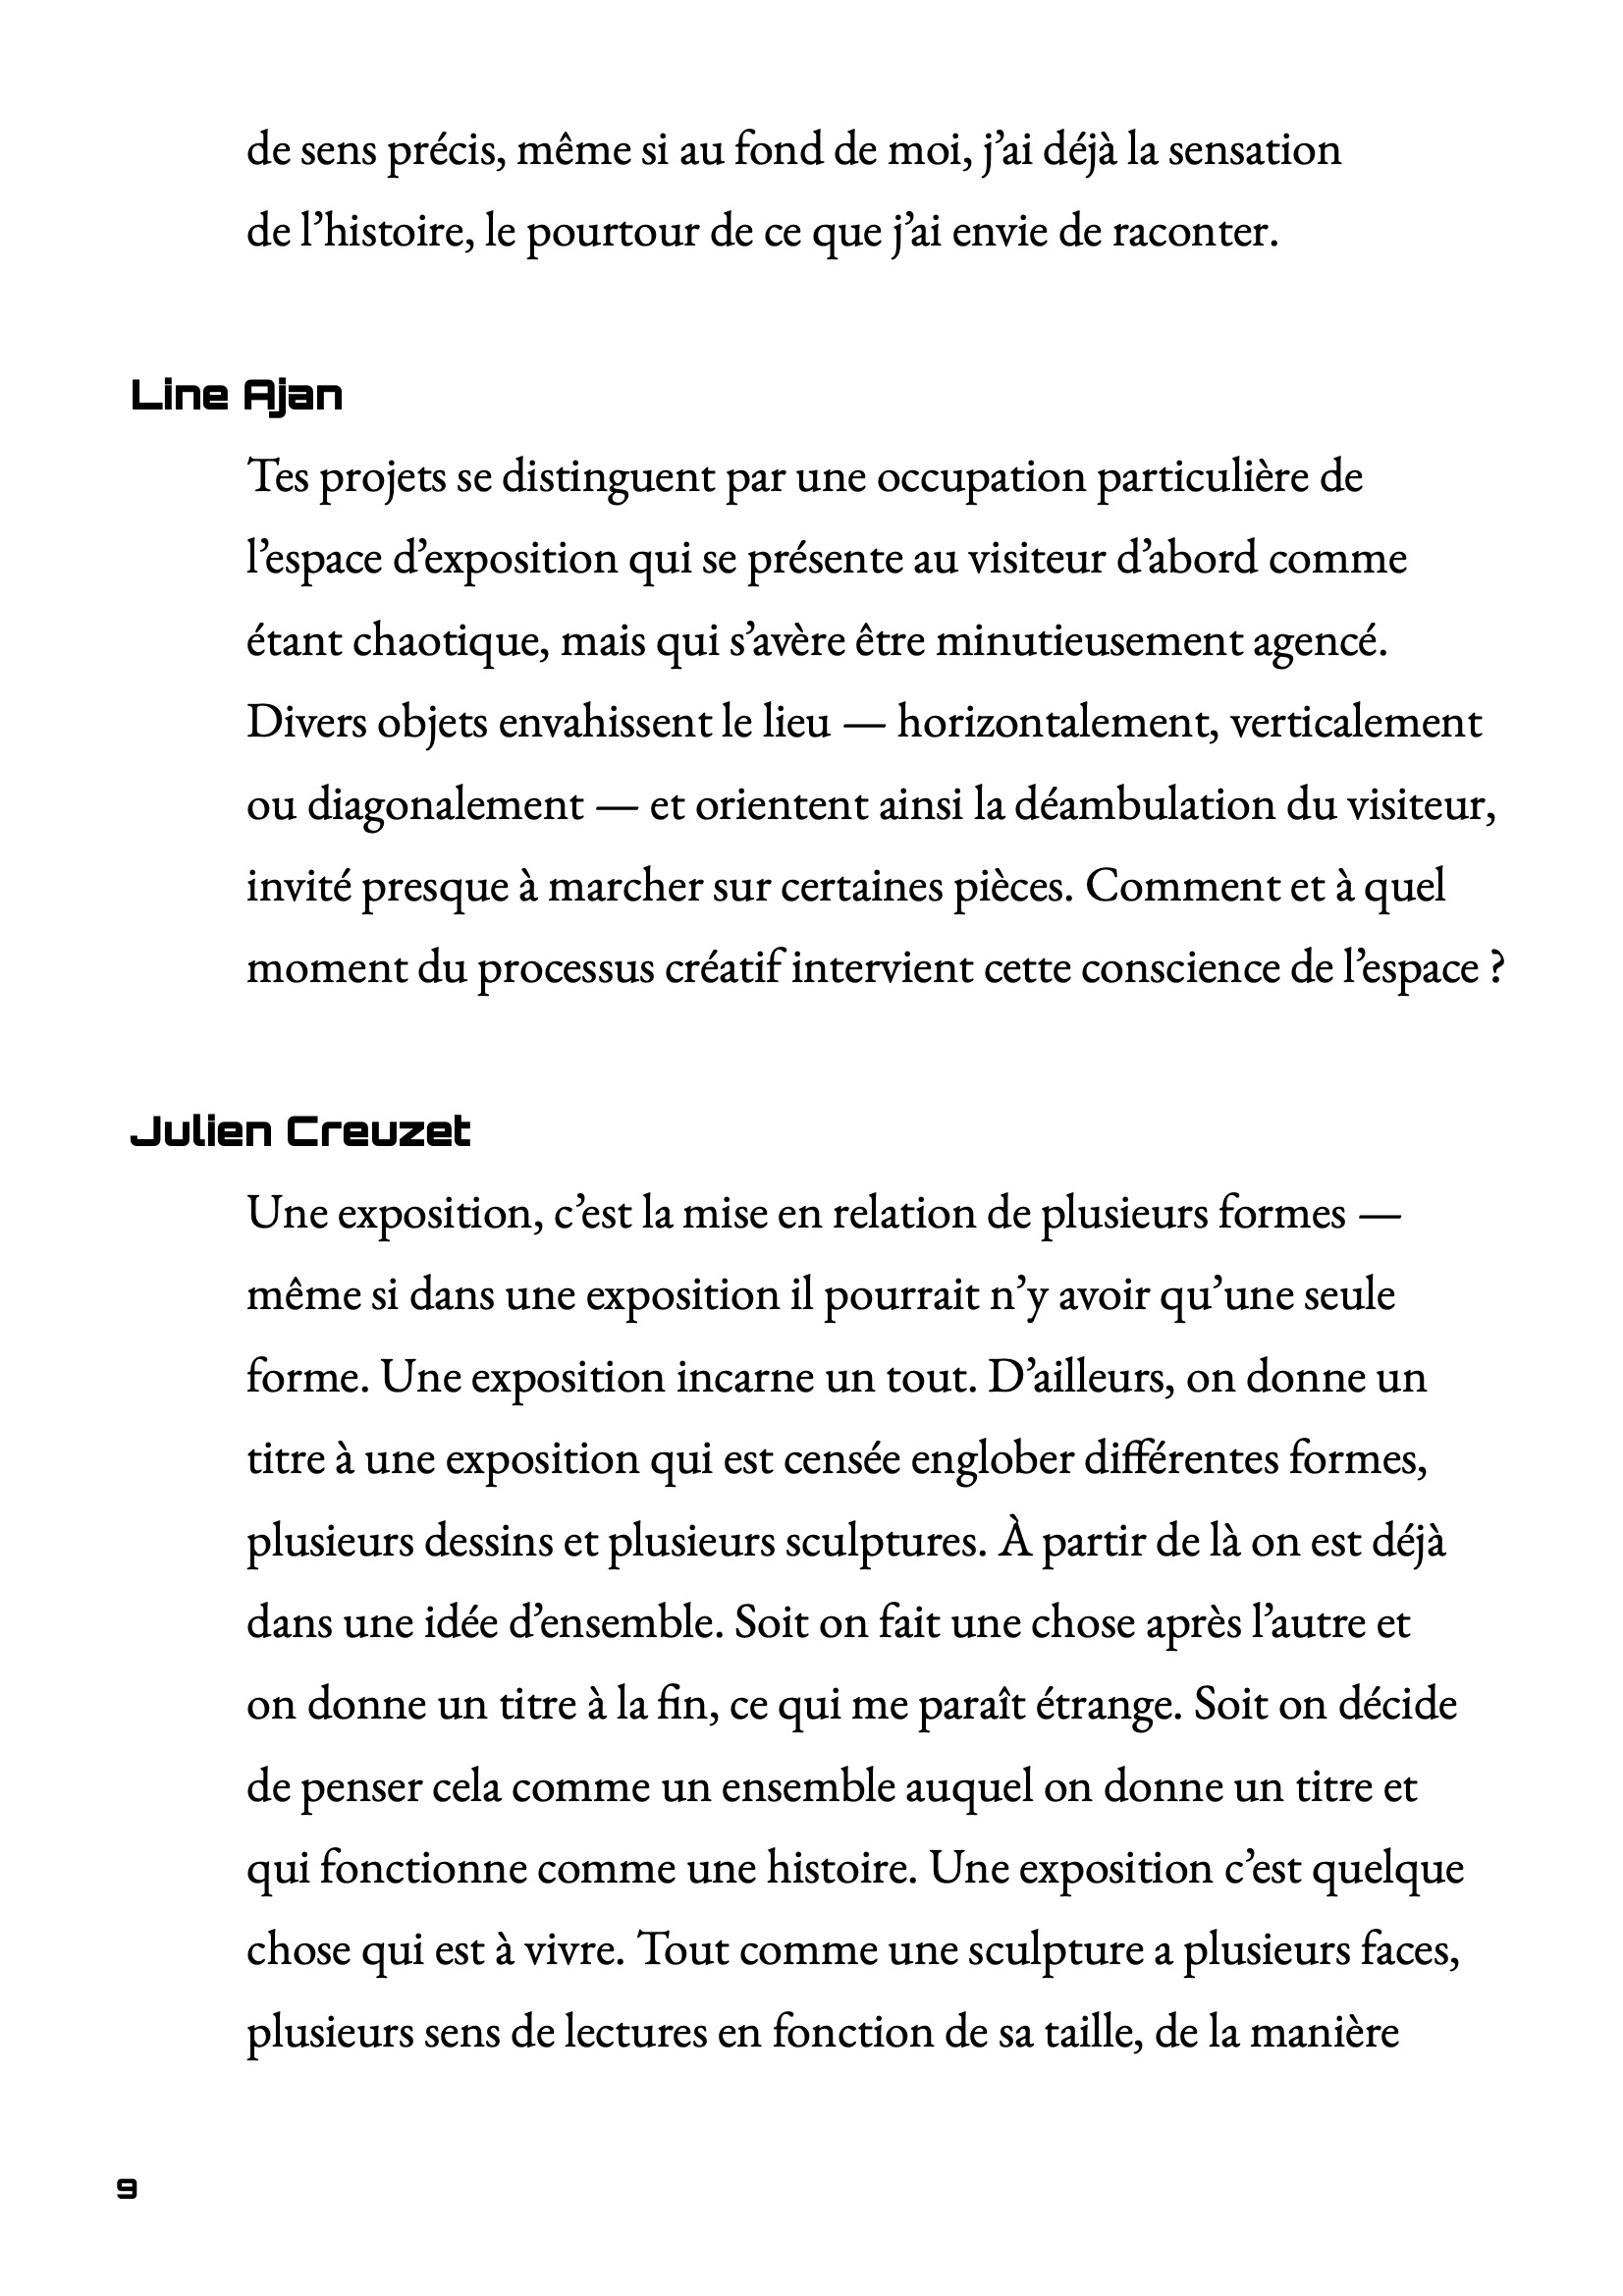 de sens précis, même si au fond de moi, j’ai déjà la sensation
de l’histoire, le pourtour de ce que j’ai envie de raconter.
Line Ajan
Tes projets se distinguent par une occupation particulière de
l’espace d’exposition qui se présente au visiteur d’abord comme
étant chaotique, mais qui s’avère être minutieusement agencé.
Divers objets envahissent le lieu — horizontalement, verticalement
ou diagonalement — et orientent ainsi la déambulation du visiteur,
invité presque à marcher sur certaines pièces. Comment et à quel
moment du processus créatif intervient cette conscience de l’espace ?
Julien Creuzet
Une exposition, c’est la mise en relation de plusieurs formes —
même si dans une exposition il pourrait n’y avoir qu’une seule
forme. Une exposition incarne un tout. D’ailleurs, on donne un
titre à une exposition qui est censée englober différentes formes,
plusieurs dessins et plusieurs sculptures. À partir de là on est déjà
dans une idée d’ensemble. Soit on fait une chose après l’autre et
on donne un titre à la fin, ce qui me paraît étrange. Soit on décide
de penser cela comme un ensemble auquel on donne un titre et
qui fonctionne comme une histoire. Une exposition c’est quelque
chose qui est à vivre. Tout comme une sculpture a plusieurs faces,
plusieurs sens de lectures en fonction de sa taille, de la manière
9